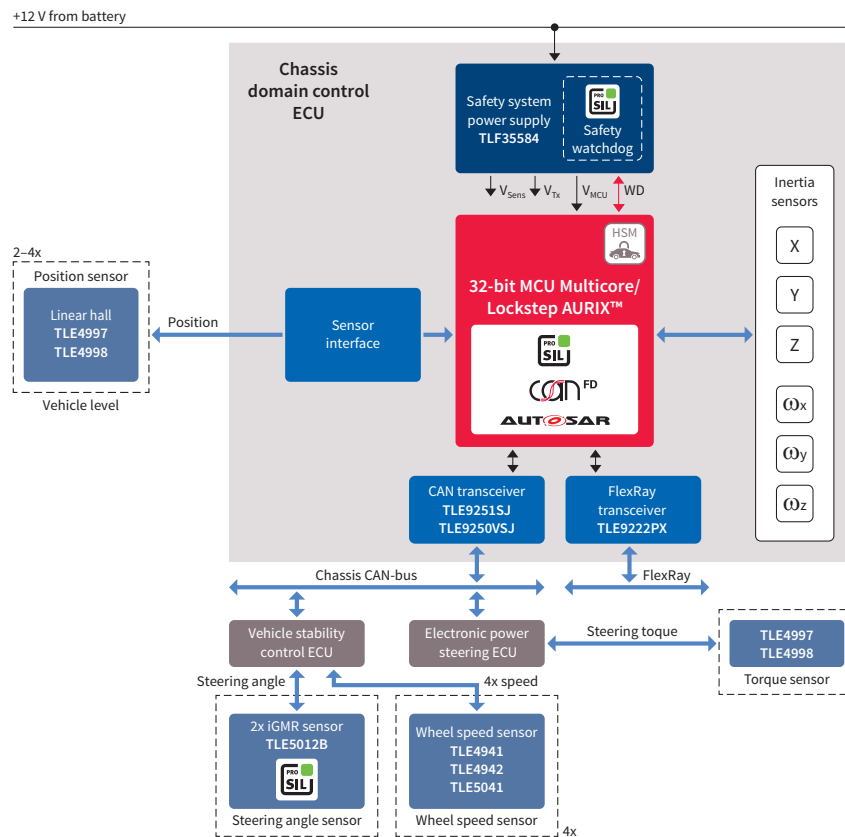 +12 V from battery
Chassis
domain control
ECU
Safety system
power supply
TLF35584
PRO
SIL
Safety
watchdog
VSens
VTx
VMCU
WD
Inertia
sensors
X
Y
Z
ωx
ωy
ωz
HSM
32-bit MCU Multicore/
Lockstep AURIX™
PRO
SIL
CAN FD
AUTOSAR
2–4x
Position sensor
Linear hall
TLE4997
TLE4998
Vehicle level
Position
Sensor
interface
CAN transceiver
TLE9251SJ
TLE9250VSJ
FlexRay
transceiver
TLE9222PX
Chassis CAN-bus
FlexRay
Vehicle stability
control ECU
Electronic power
steering ECU
Steering toque
TLE4997
TLE4998
Torque sensor
Steering angle
4x speed
2x iGMR sensor
TLE5012B
PRO
SIL
Steering angle sensor
Wheel speed sensor
TLE4941
TLE4942
TLE5041
Wheel speed sensor
4x